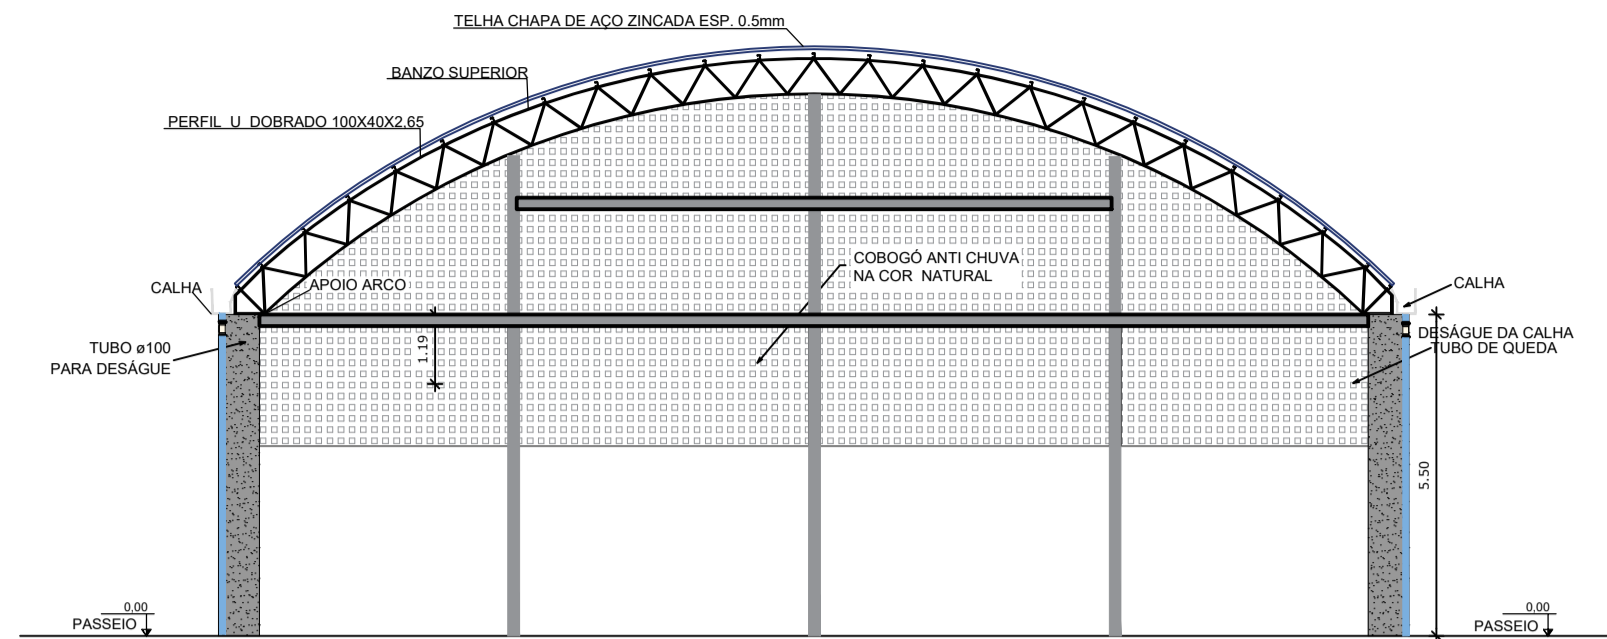 TELHA CHAPA DE AÇO ZINCADA ESP. 0.5mm
BANZO SUPERIOR
PERFIL U DOBRADO 100X40X2,65
COBOGÓ ANTI CHUVA
NA COR NATURAL
CALHA
APOIO ARCO
CALHA
TUBO ø100
PARA DESÁGUE
1.19
DESÁGUE DA CALHA
TUBO DE QUEDA
5.50
0,00
PASSEIO
0,00
PASSEIO